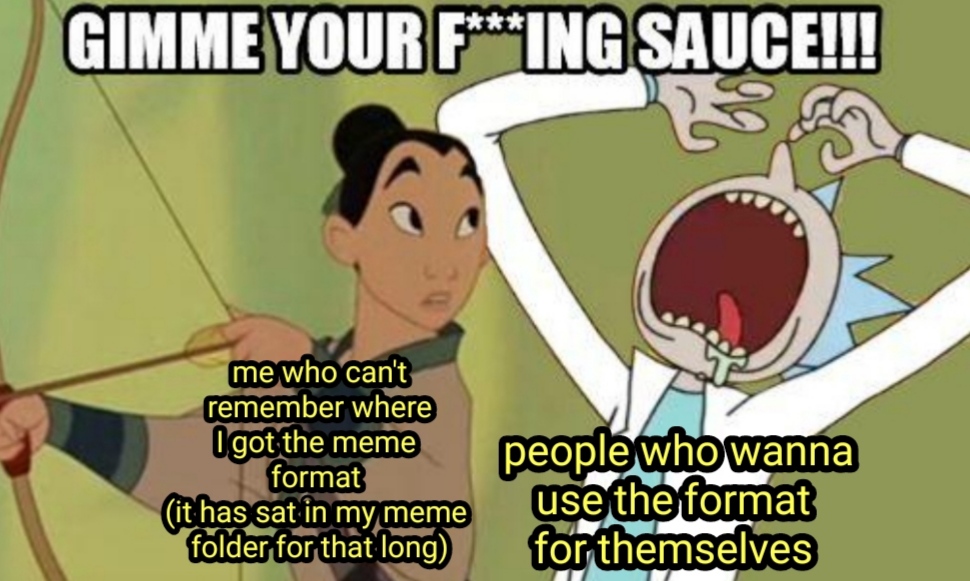 GIMME YOUR F***ING SAUCE!!!
me who can't
remember where
I got the meme
format
(it has sat in my meme
folder for that long)
people who wanna
use the format
for themselves